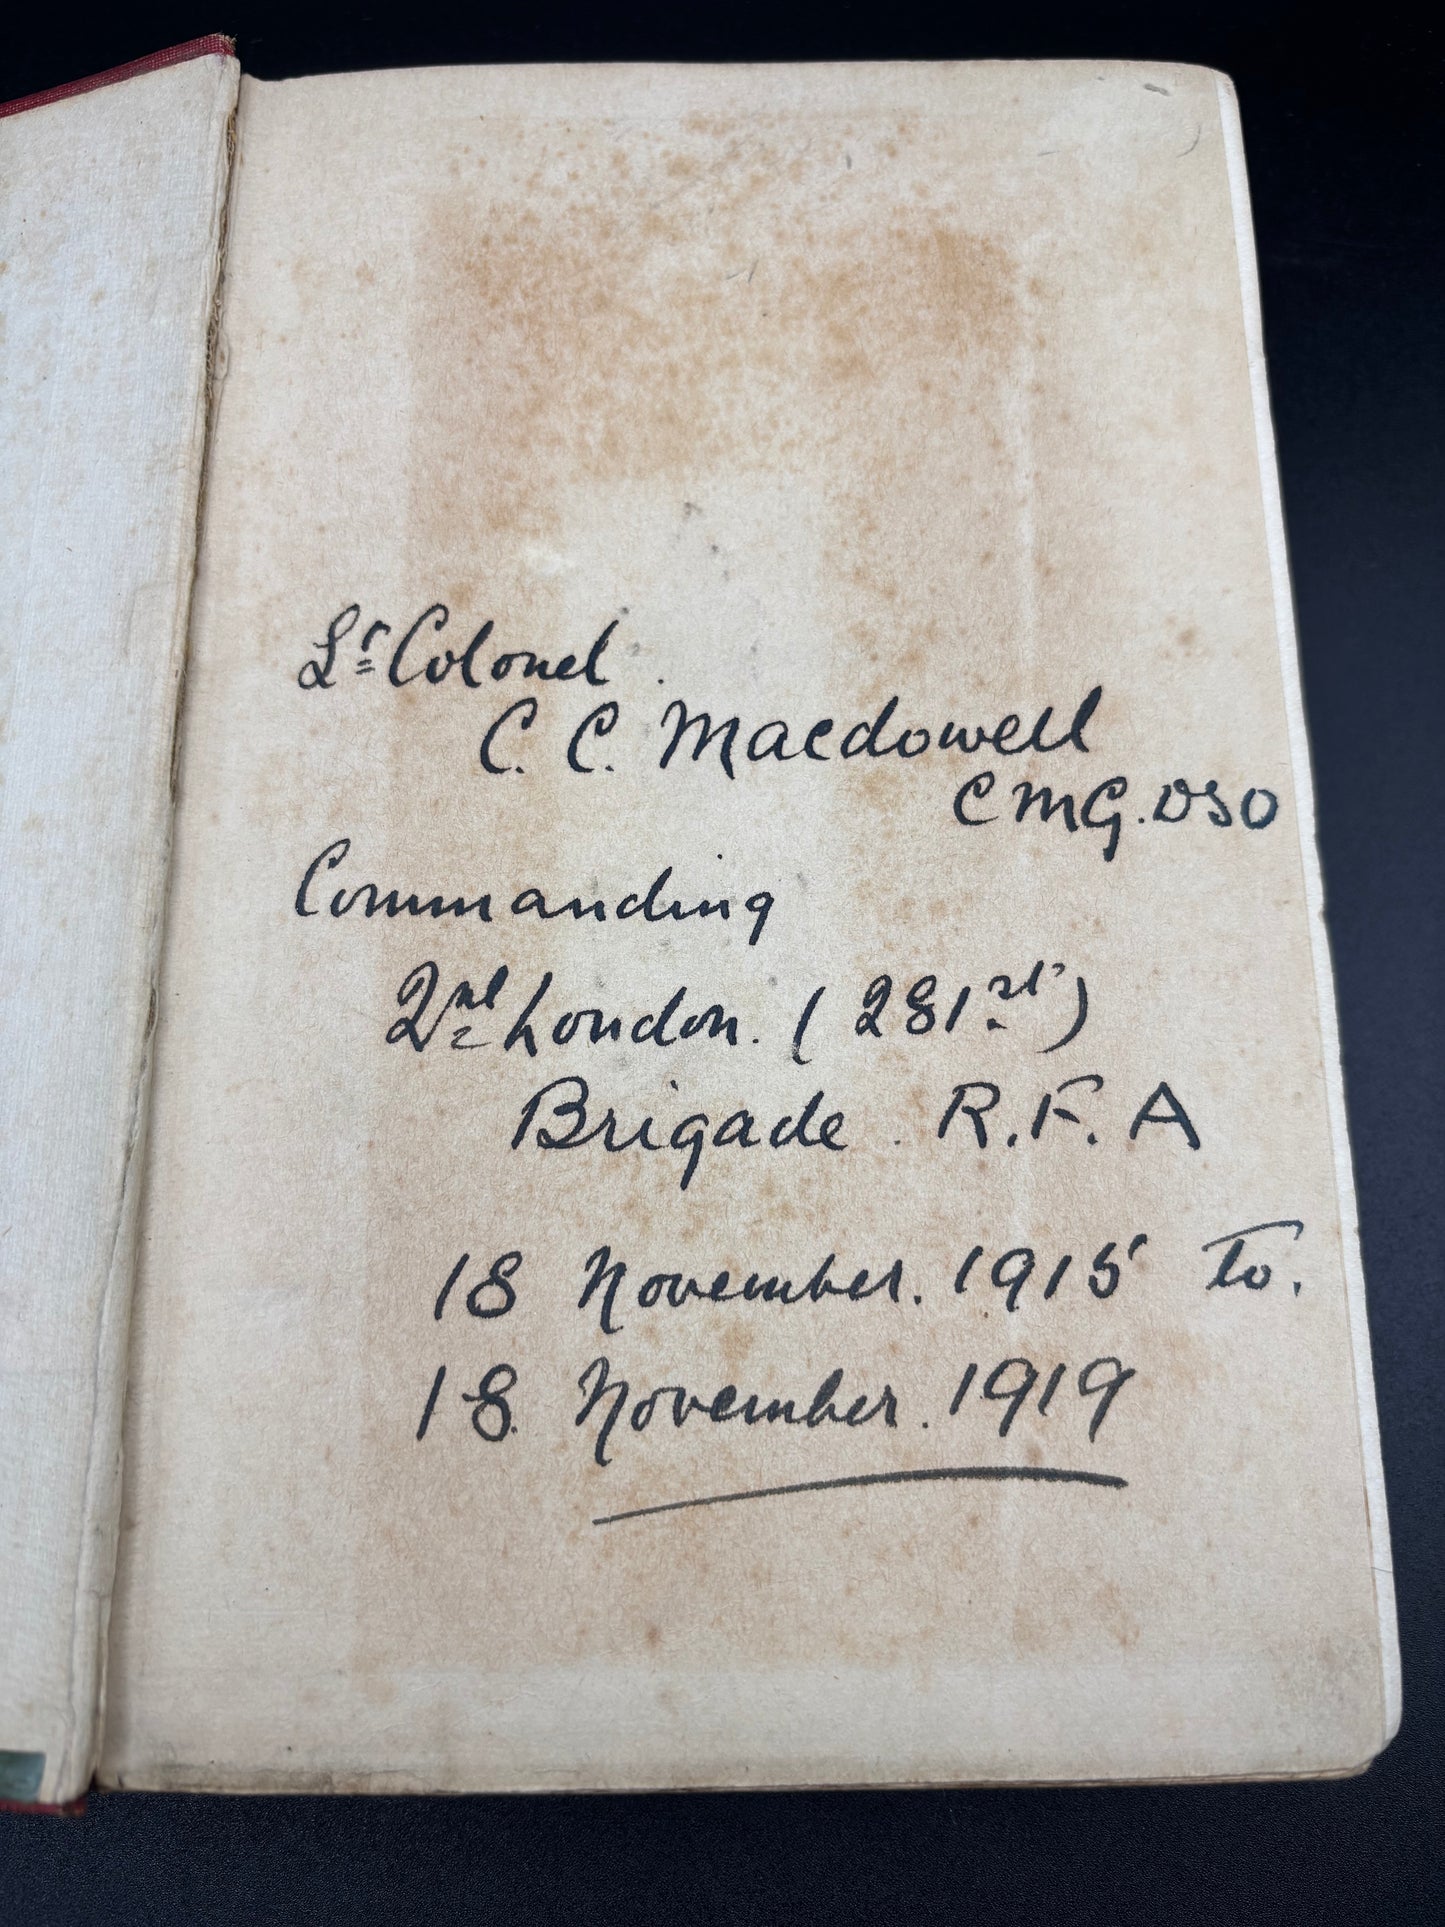 Lt Colonel.
C. C. Macdowell
CMG. DSO
Commanding
2nd London. (281st)
Brigade. R.F.A
18 November. 1915 to.
18. November. 1919